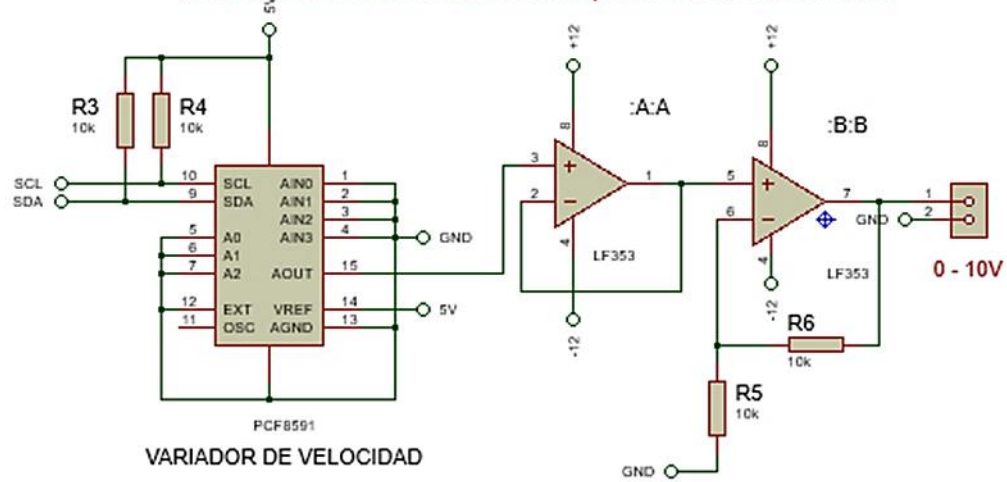 5V
R3
10k
R4
10k
SCL
SDA
10
9
5
6
7
12
11
SCL
SDA
A0
A1
A2
EXT
OSC
AIN0
AIN1
AIN2
AIN3
AOUT
VREF
AGND
1
2
3
4
15
14
13
GND
5V
PCF8591
VARIADOR DE VELOCIDAD
+12
:A:A
8
3
2
1
4
LF353
-12
+12
:B:B
8
5
6
7
4
LF353
-12
GND
1
2
0 - 10V
R6
10k
R5
10k
GND